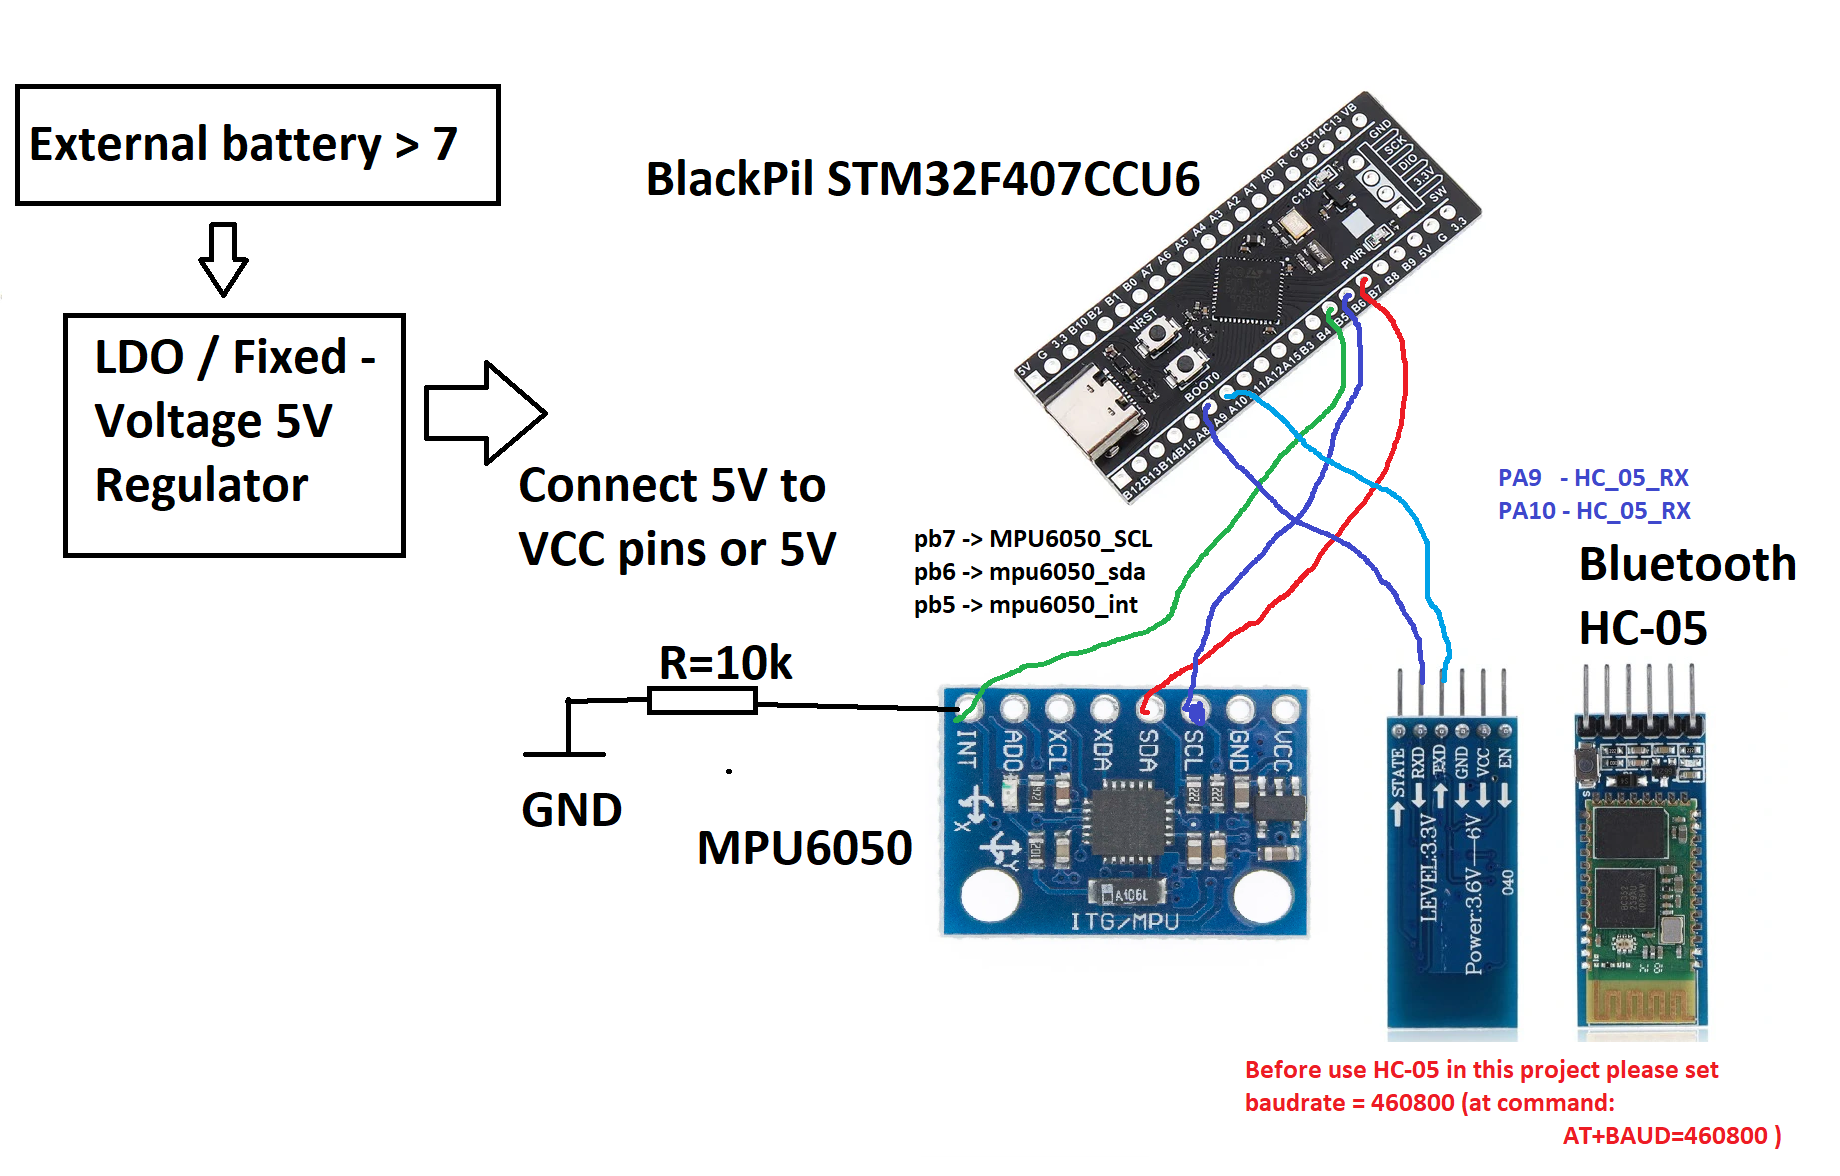 External battery > 7
LDO / Fixed -
Voltage 5V
Regulator
Connect 5V to
VCC pins or 5V
BlackPil STM32F407CCU6
VB
C13
C14
C15
R
A0
A1
A2
A3
A4
A5
A6
A7
B0
B1
B2
B10
3.3
G
5V
GND
SCK
DIO
3.3V
SW
C13
PWR
NRST
BOOT0
3.3
G
5V
B9
B8
B7
B6
B5
B4
B3
A15
A12
11
A10
A9
A8
B15
B14
B13
B12
pb7 -> MPU6050_SCL
pb6 -> mpu6050_sda
pb5 -> mpu6050_int
PA9 - HC_05_RX
PA10 - HC_05_RX
Bluetooth
HC-05
R=10k
GND
MPU6050
INT
ADO
XCL
XDA
SDA
SCL
GND
VCC
X
Y
222
222
A106L
ITG/MPU
STATE
RXD
TXD
GND
VCC
EN
LEVEL:3.3V
Power:3.6V--6V
040
Before use HC-05 in this project please set
baudrate = 460800 (at command:
AT+BAUD=460800 )